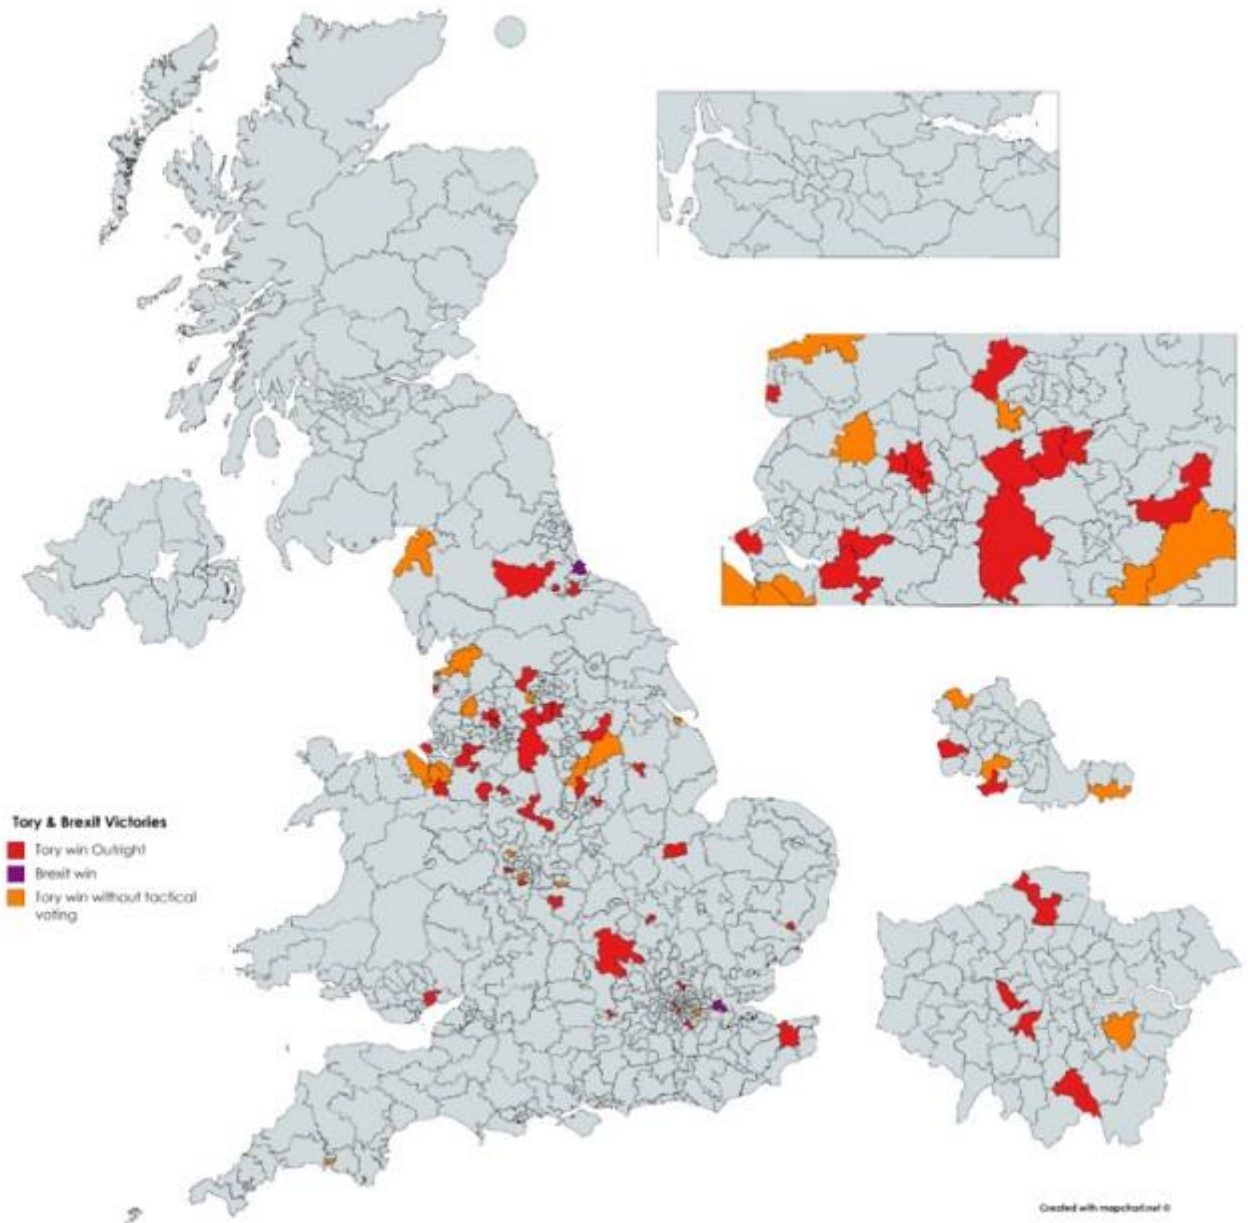 Tory & Brexit Victories
Tory win Outright
Brexit win
Tory win without tactical
voting
Created with mapchart.net ©